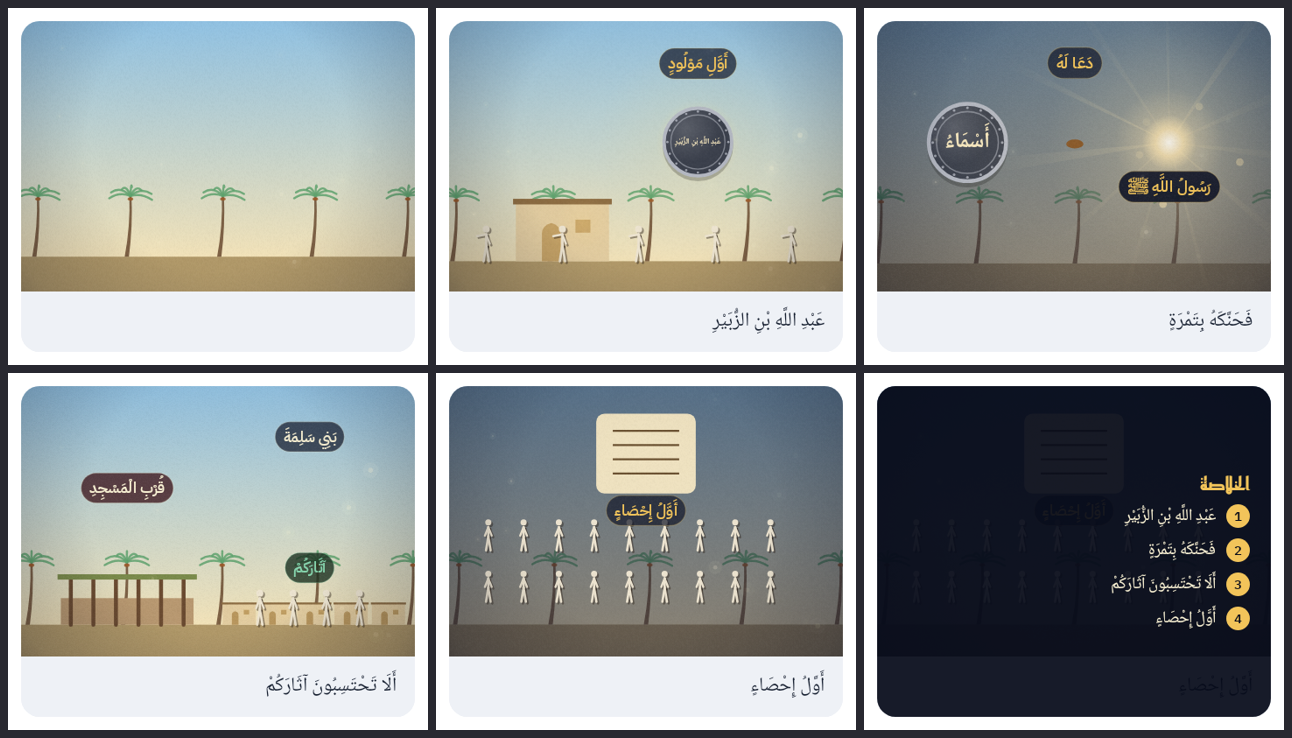 أَوَّلِ مَوْلُودٍ
عَبْدِ اللَّهِ بْنِ الزُّبَيْرِ
عَبْدِ اللَّهِ بْنِ الزُّبَيْرِ
دَعَا لَهُ
أَسْمَاءُ
رَسُولُ اللَّهِ ﷺ
فَحَنَّكَهُ بِتَمْرَةٍ
بَنِي سَلِمَةَ
قُرْبِ الْمَسْجِدِ
آثَارَكُمْ
أَلَا تَحْتَسِبُونَ آثَارَكُمْ
أَوَّلُ إِحْصَاءٍ
أَوَّلُ إِحْصَاءٍ
الخلاصة
1 عَبْدِ اللَّهِ بْنِ الزُّبَيْرِ
2 فَحَنَّكَهُ بِتَمْرَةٍ
3 أَلَا تَحْتَسِبُونَ آثَارَكُمْ
4 أَوَّلُ إِحْصَاءٍ
أَوَّلُ إِحْصَاءٍ
أَوَّلُ إِحْصَاءٍ